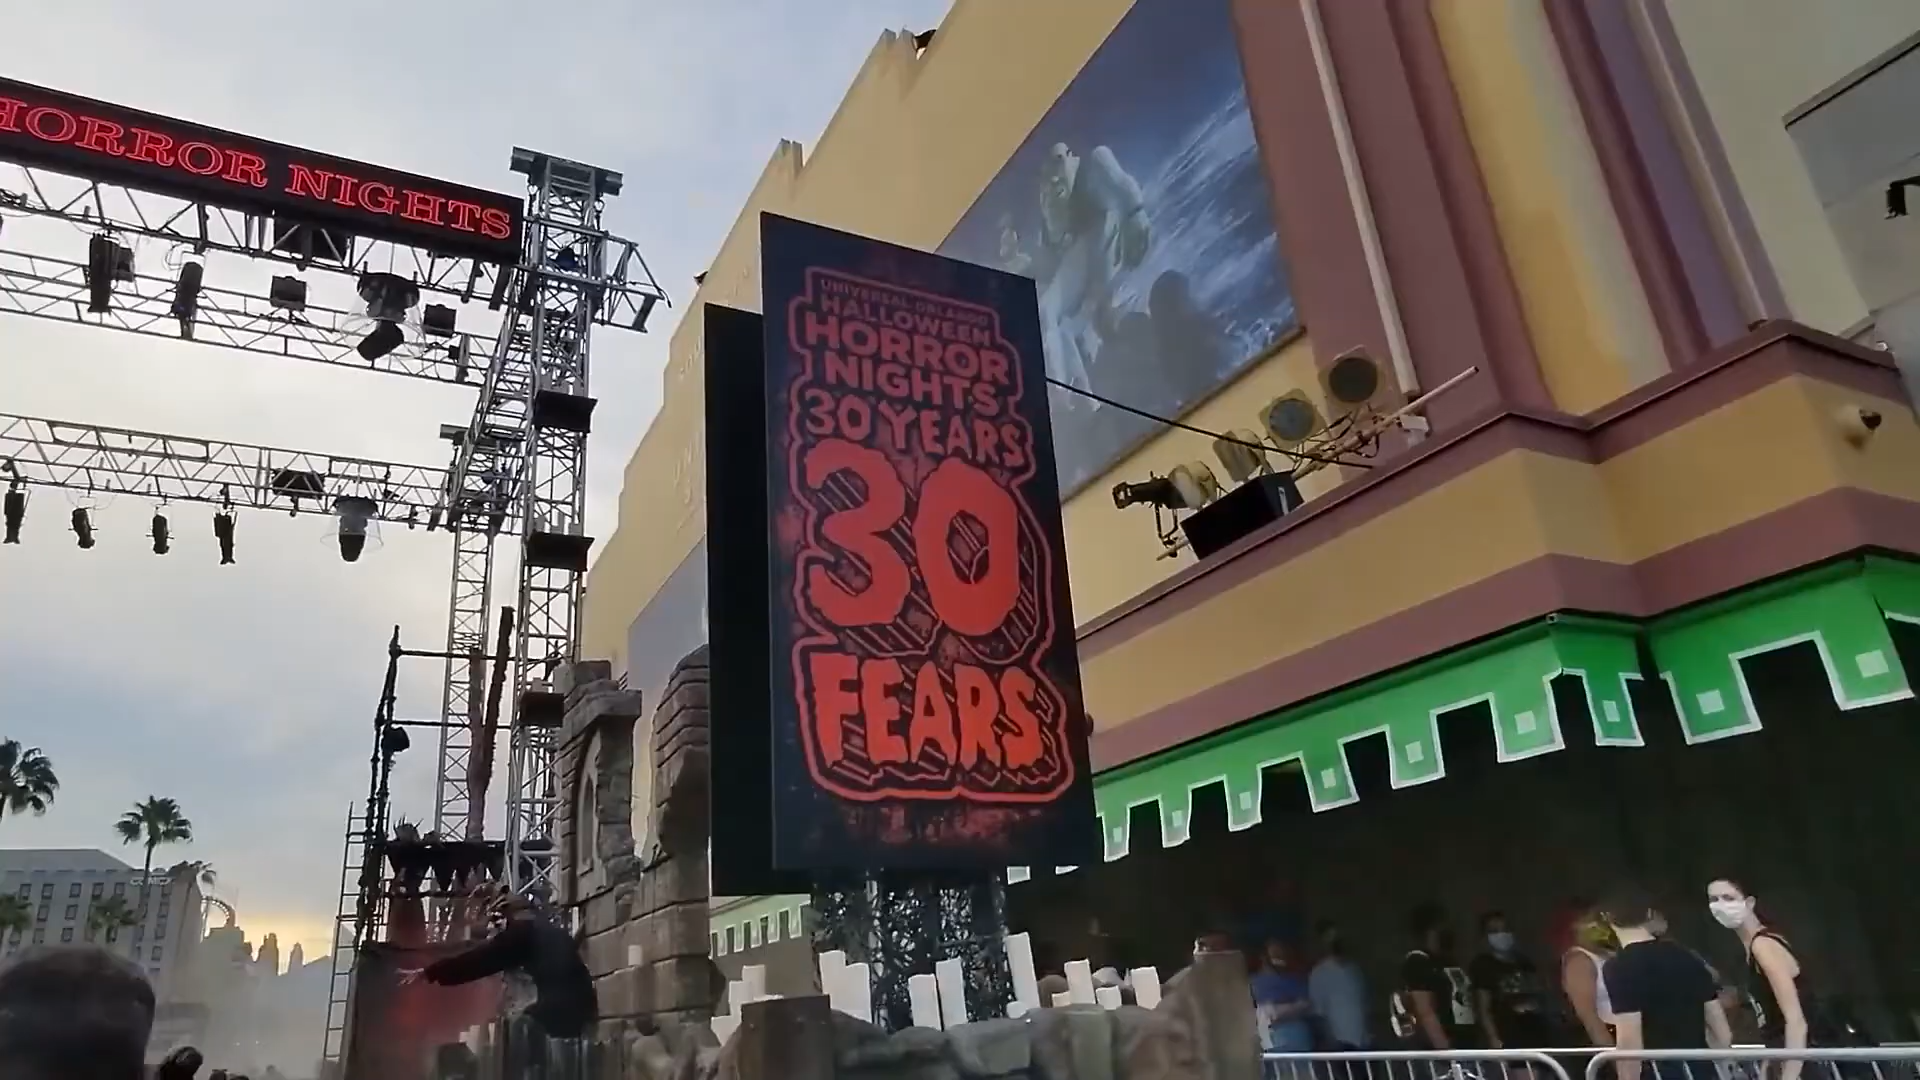 HORROR NIGHTS
UNIVERSAL ORLANDO
HALLOWEEN
HORROR
NIGHTS
30 YEARS
30
FEARS